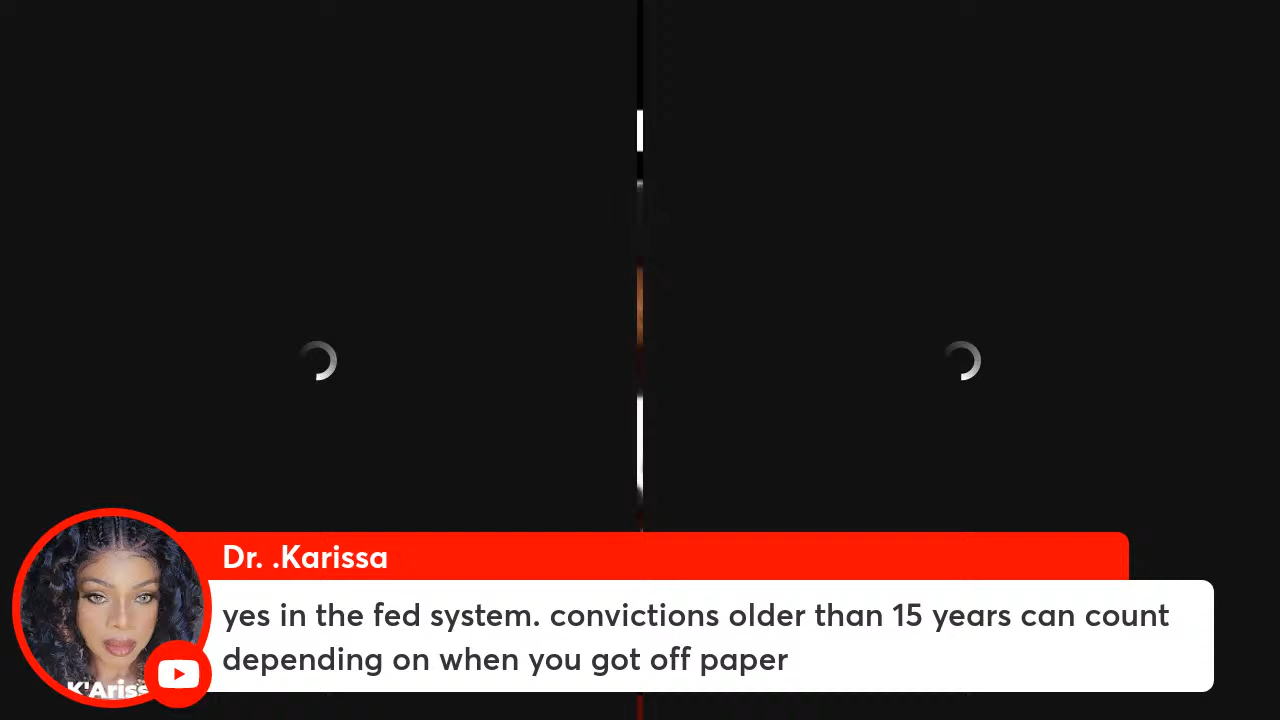 Dr. .Karissa
yes in the fed system. convictions older than 15 years can count
depending on when you got off paper
K'Ariss